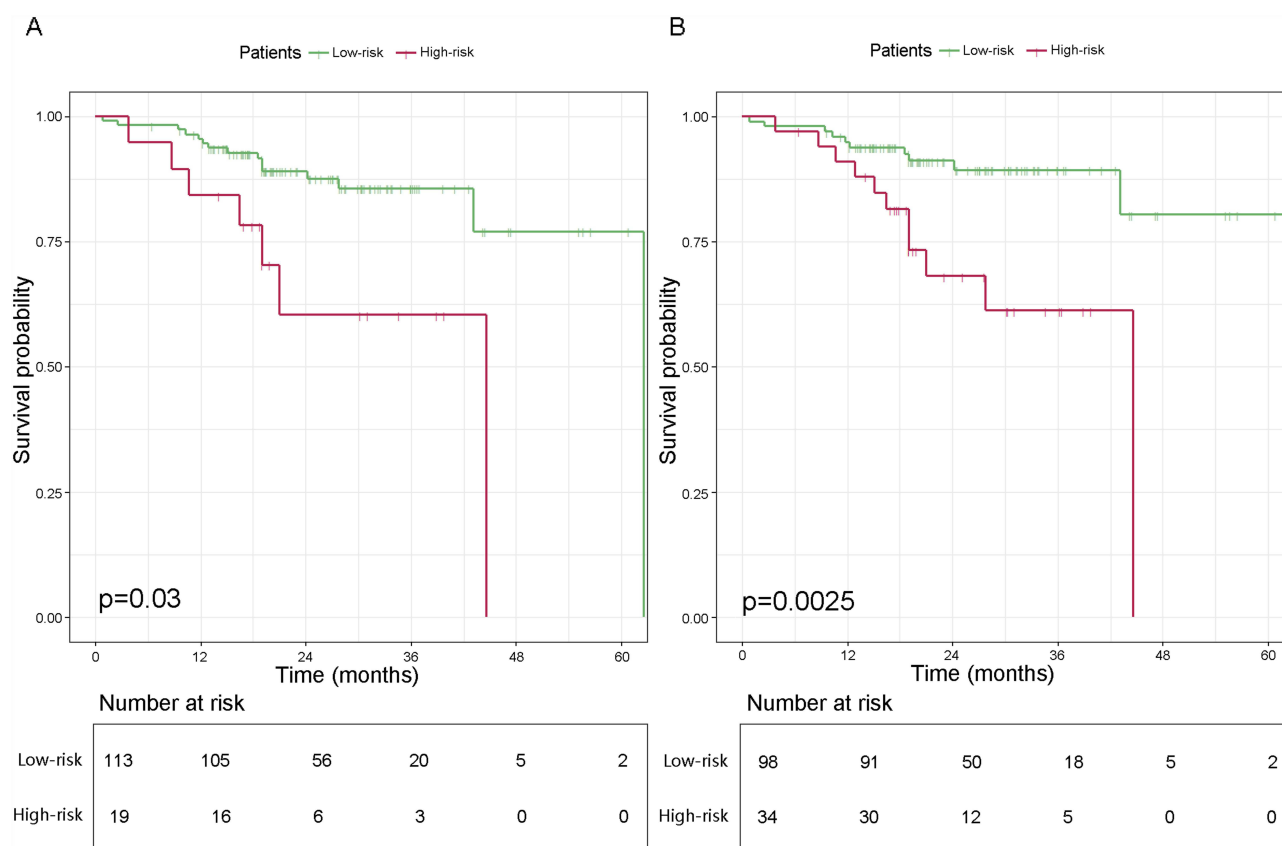 A
Patients Low-risk High-risk
1.00
0.75
0.50
0.25
0.00
Survival probability
p=0.03
0 12 24 36 48 60
Time (months)
Number at risk
Low-risk 113 105 56 20 5 2
High-risk 19 16 6 3 0 0
B
Patients Low-risk High-risk
1.00
0.75
0.50
0.25
0.00
Survival probability
p=0.0025
0 12 24 36 48 60
Time (months)
Number at risk
Low-risk 98 91 50 18 5 2
High-risk 34 30 12 5 0 0